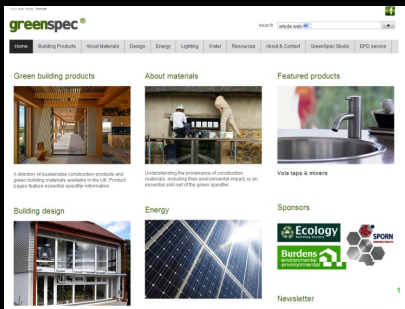 You are here: Home
greenspec®
search whole web
Home Building Products About Materials Design Energy Lighting Water Resources About & Contact GreenSpec Studio EPD service
Green building products
About materials
Featured products
A directory of sustainable construction products and
green building materials available in the UK. Product
pages feature essential specifier information.
Understanding the provenance of construction
materials, including their environmental impact, is an
essential skill-set of the green specifier.
Vola taps & mixers
Building design
Energy
Sponsors
Ecology
building society
SPORN
Burdens
environmental
Newsletter
1